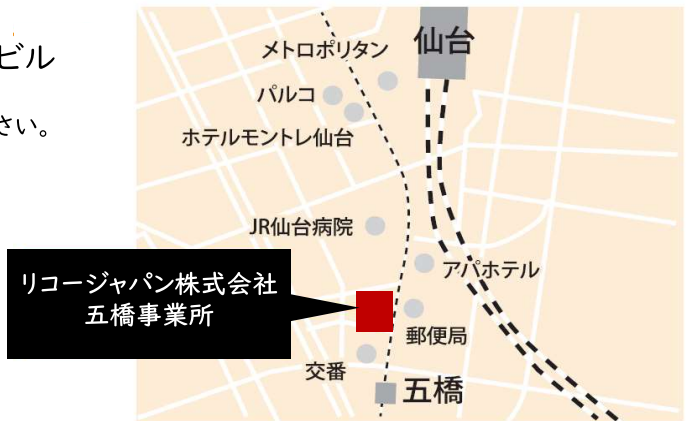 ビル
さい。
仙台
メトロポリタン
パルコ
ホテルモントレ仙台
JR仙台病院
アパホテル
リコージャパン株式会社
五橋事業所
郵便局
交番
五橋